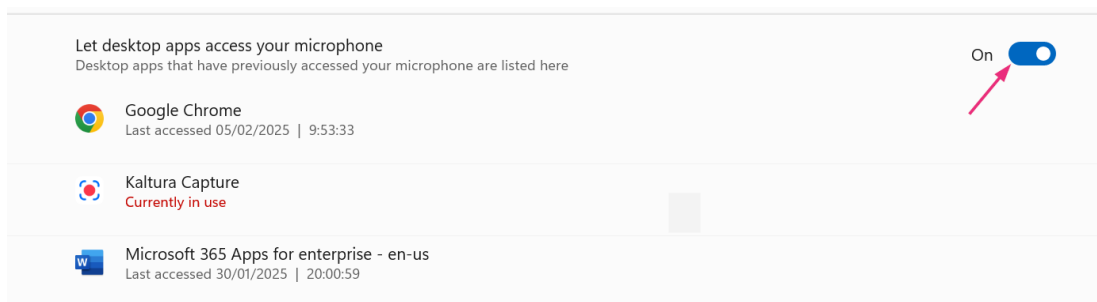 Let desktop apps access your microphone
Desktop apps that have previously accessed your microphone are listed here
On
Google Chrome
Last accessed 05/02/2025 | 9:53:33
Kaltura Capture
Currently in use
W
Microsoft 365 Apps for enterprise - en-us
Last accessed 30/01/2025 | 20:00:59